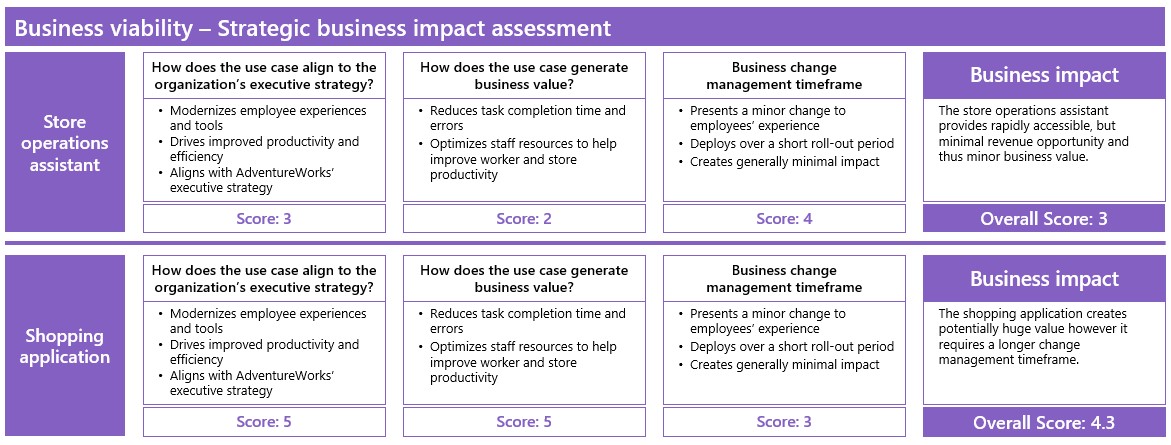 Business viability – Strategic business impact assessment
Store
operations
assistant
How does the use case align to the
organization's executive strategy?
• Modernizes employee experiences
and tools
• Drives improved productivity and
efficiency
• Aligns with AdventureWorks'
executive strategy
Score: 3
How does the use case generate
business value?
• Reduces task completion time and
errors
• Optimizes staff resources to help
improve worker and store
productivity
Score: 2
Business change
management timeframe
• Presents a minor change to
employees' experience
• Deploys over a short roll-out period
• Creates generally minimal impact
Score: 4
Business impact
The store operations assistant
provides rapidly accessible, but
minimal revenue opportunity and
thus minor business value.
Overall Score: 3
Shopping
application
How does the use case align to the
organization's executive strategy?
• Modernizes employee experiences
and tools
• Drives improved productivity and
efficiency
• Aligns with AdventureWorks'
executive strategy
Score: 5
How does the use case generate
business value?
• Reduces task completion time and
errors
• Optimizes staff resources to help
improve worker and store
productivity
Score: 5
Business change
management timeframe
• Presents a minor change to
employees' experience
• Deploys over a short roll-out period
• Creates generally minimal impact
Score: 3
Business impact
The shopping application creates
potentially huge value however it
requires a longer change
management timeframe.
Overall Score: 4.3